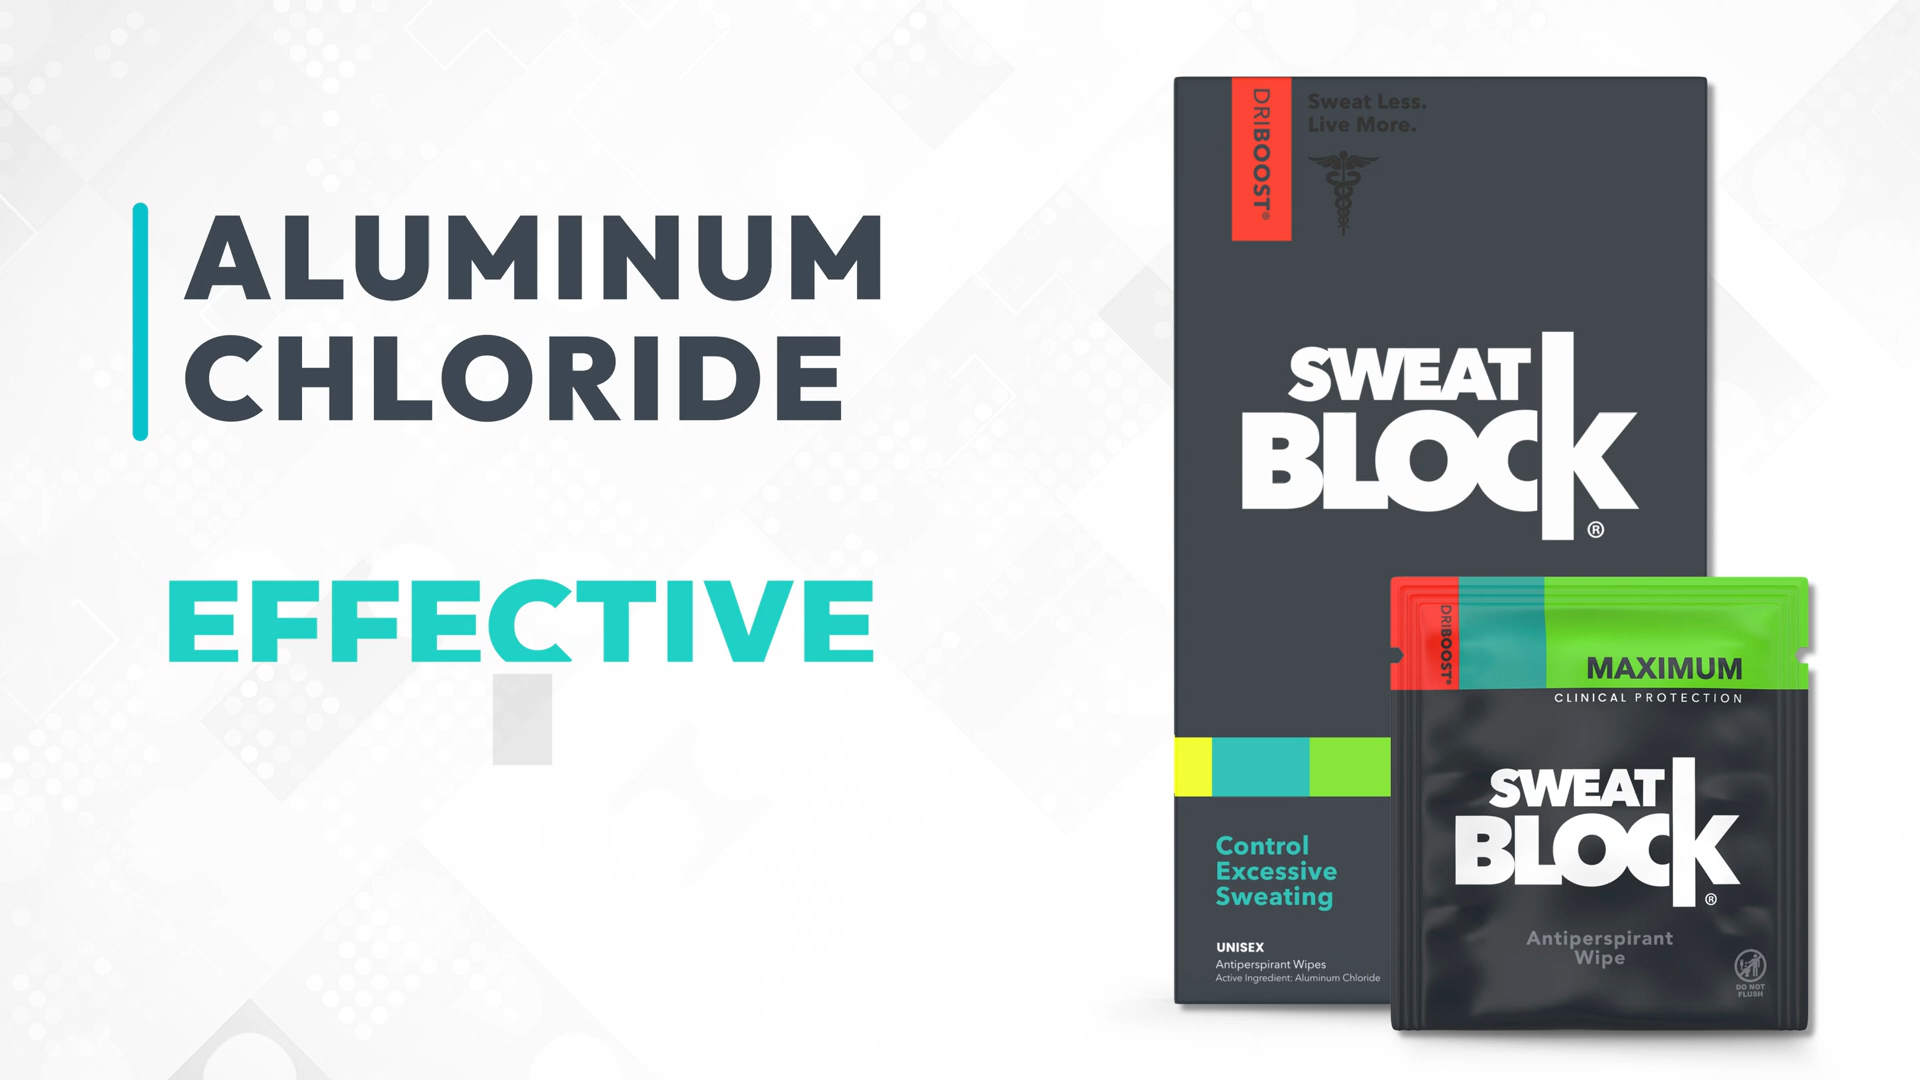 ALUMINUM
CHLORIDE
EFFECTIVE
DRIBOOST®
Sweat Less.
Live More.
SWEAT
BLOCK
®
Control
Excessive
Sweating
UNISEX
Antiperspirant Wipes
Active Ingredient: Aluminum Chloride
DRIBOOST®
MAXIMUM
CLINICAL PROTECTION
SWEAT
BLOCK
®
Antiperspirant
Wipe
DO NOT
FLUSH